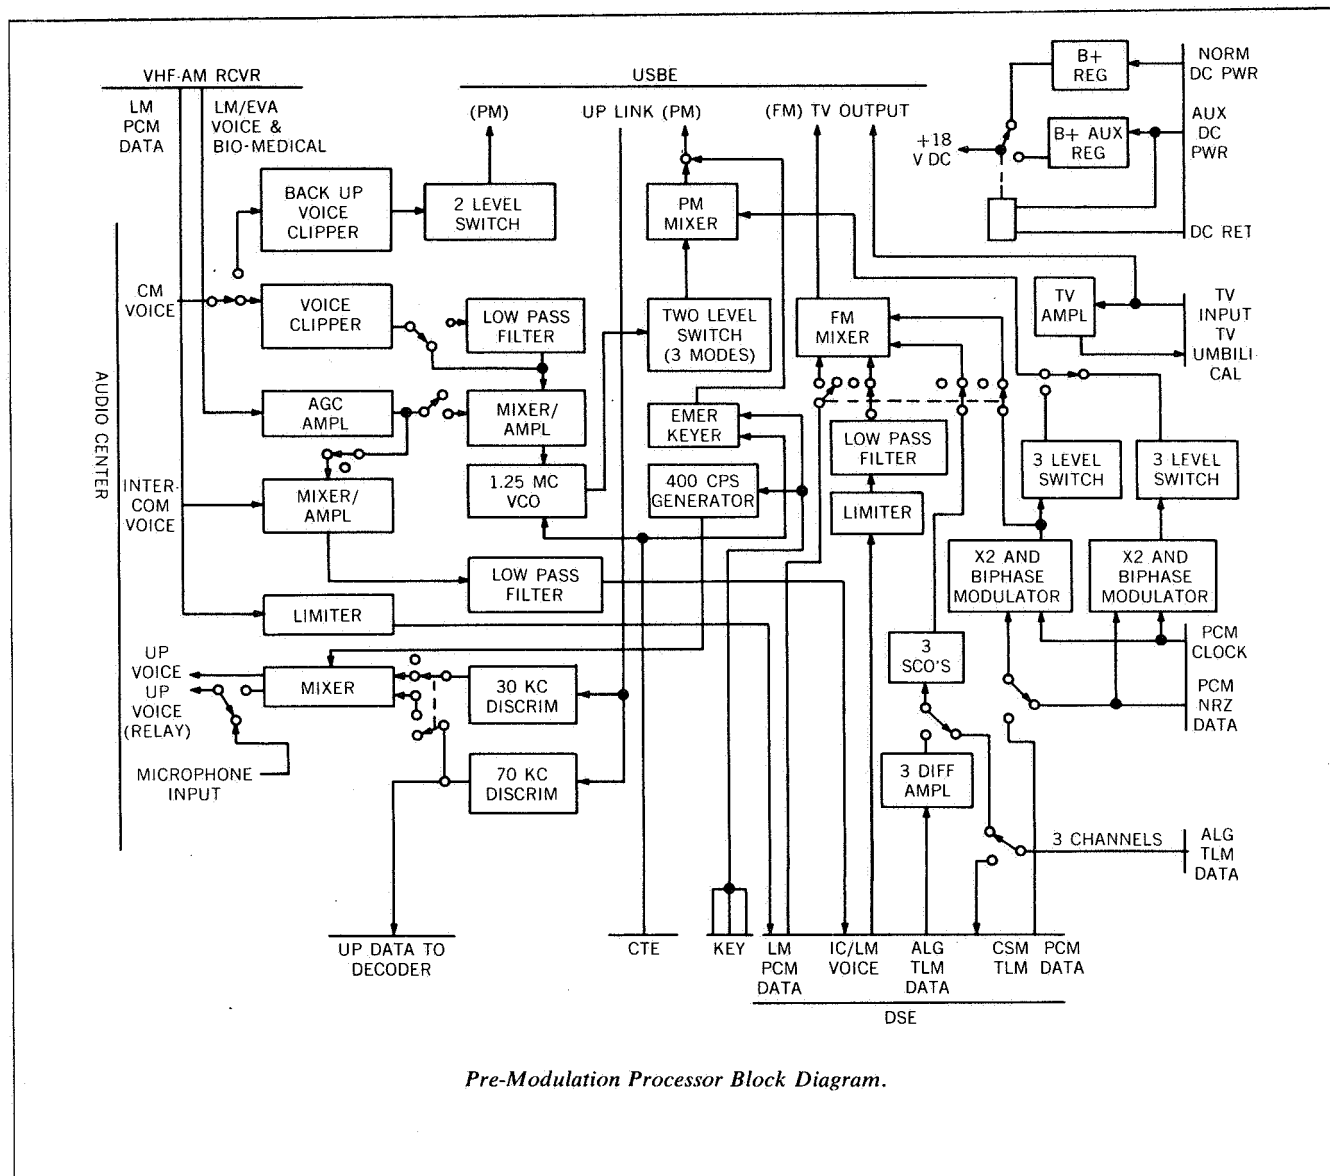 VHF-AM RCVR
USBE
LM
PCM
DATA
LM/EVA
VOICE &
BIO-MEDICAL
(PM)
UP LINK (PM)
(FM) TV OUTPUT
B+
REG
NORM
DC PWR
B+ AUX
REG
AUX
DC
PWR
+18
V DC
DC RET
BACK UP
VOICE
CLIPPER
2 LEVEL
SWITCH
PM
MIXER
AUDIO CENTER
CM
VOICE
VOICE
CLIPPER
LOW PASS
FILTER
TWO LEVEL
SWITCH
(3 MODES)
FM
MIXER
TV
AMPL
TV
INPUT
TV
UMBILI-
CAL
AGC
AMPL
MIXER/
AMPL
EMER
KEYER
LOW PASS
FILTER
3 LEVEL
SWITCH
3 LEVEL
SWITCH
INTER-
COM
VOICE
MIXER/
AMPL
1.25 MC
VCO
400 CPS
GENERATOR
LIMITER
LOW PASS
FILTER
X2 AND
BIPHASE
MODULATOR
X2 AND
BIPHASE
MODULATOR
LIMITER
3
SCO'S
PCM
CLOCK
UP
VOICE
UP
VOICE
(RELAY)
MIXER
30 KC
DISCRIM
PCM
NRZ
DATA
MICROPHONE
INPUT
70 KC
DISCRIM
3 DIFF
AMPL
3 CHANNELS
ALG
TLM
DATA
UP DATA TO
DECODER
CTE
KEY
LM
PCM
DATA
IC/LM
VOICE
ALG
TLM
DATA
CSM
TLM
PCM
DATA
DSE
Pre-Modulation Processor Block Diagram.